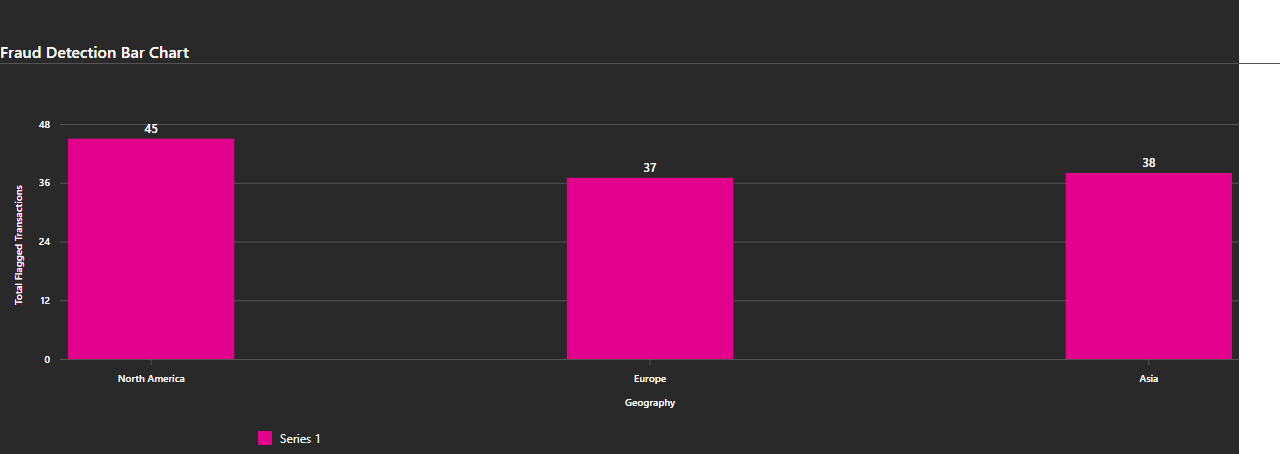 Fraud Detection Bar Chart
48
45
37
38
36
24
12
0
Total Flagged Transactions
North America
Europe
Asia
Geography
Series 1